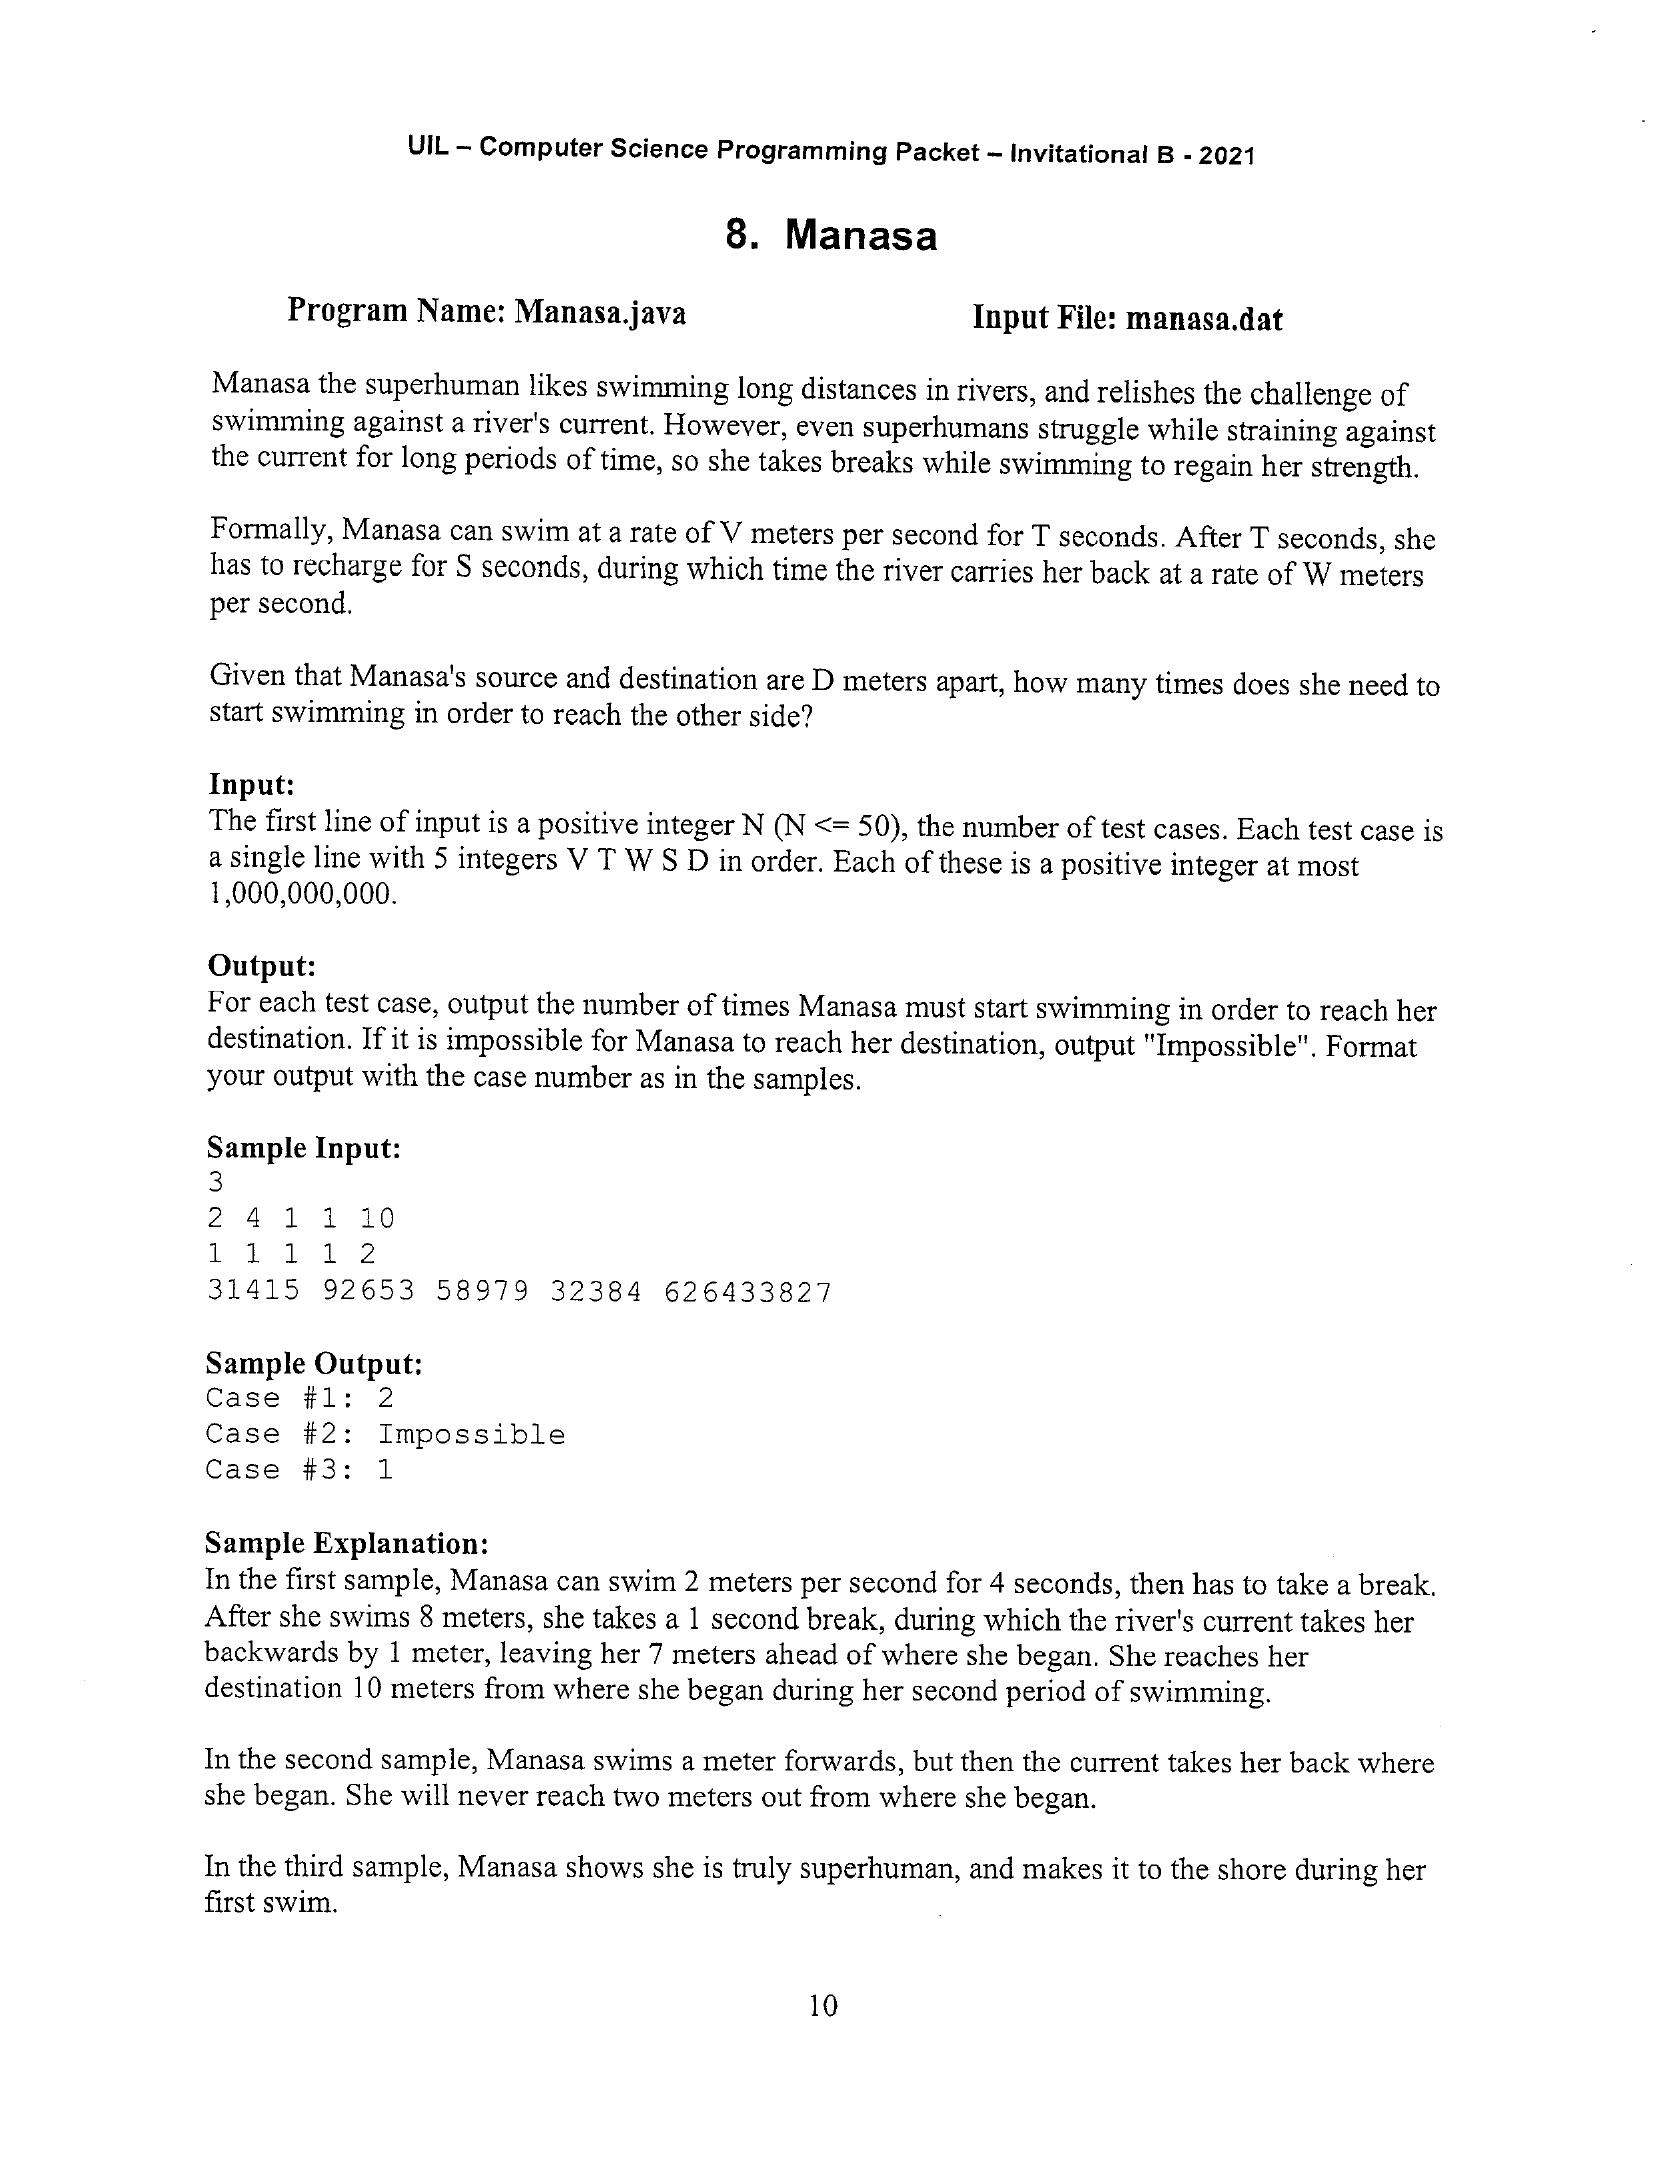 UIL – Computer Science Programming Packet – Invitational B - 2021
8. Manasa
Program Name: Manasa.java Input File: manasa.dat
Manasa the superhuman likes swimming long distances in rivers, and relishes the challenge of
swimming against a river's current. However, even superhumans struggle while straining against
the current for long periods of time, so she takes breaks while swimming to regain her strength.
Formally, Manasa can swim at a rate of V meters per second for T seconds. After T seconds, she
has to recharge for S seconds, during which time the river carries her back at a rate of W meters
per second.
Given that Manasa's source and destination are D meters apart, how many times does she need to
start swimming in order to reach the other side?
Input:
The first line of input is a positive integer N (N <= 50), the number of test cases. Each test case is
a single line with 5 integers V T W S D in order. Each of these is a positive integer at most
1,000,000,000.
Output:
For each test case, output the number of times Manasa must start swimming in order to reach her
destination. If it is impossible for Manasa to reach her destination, output "Impossible". Format
your output with the case number as in the samples.
Sample Input:
3
2 4 1 1 10
1 1 1 1 2
31415 92653 58979 32384 626433827
Sample Output:
Case #1: 2
Case #2: Impossible
Case #3: 1
Sample Explanation:
In the first sample, Manasa can swim 2 meters per second for 4 seconds, then has to take a break.
After she swims 8 meters, she takes a 1 second break, during which the river's current takes her
backwards by 1 meter, leaving her 7 meters ahead of where she began. She reaches her
destination 10 meters from where she began during her second period of swimming.
In the second sample, Manasa swims a meter forwards, but then the current takes her back where
she began. She will never reach two meters out from where she began.
In the third sample, Manasa shows she is truly superhuman, and makes it to the shore during her
first swim.
10